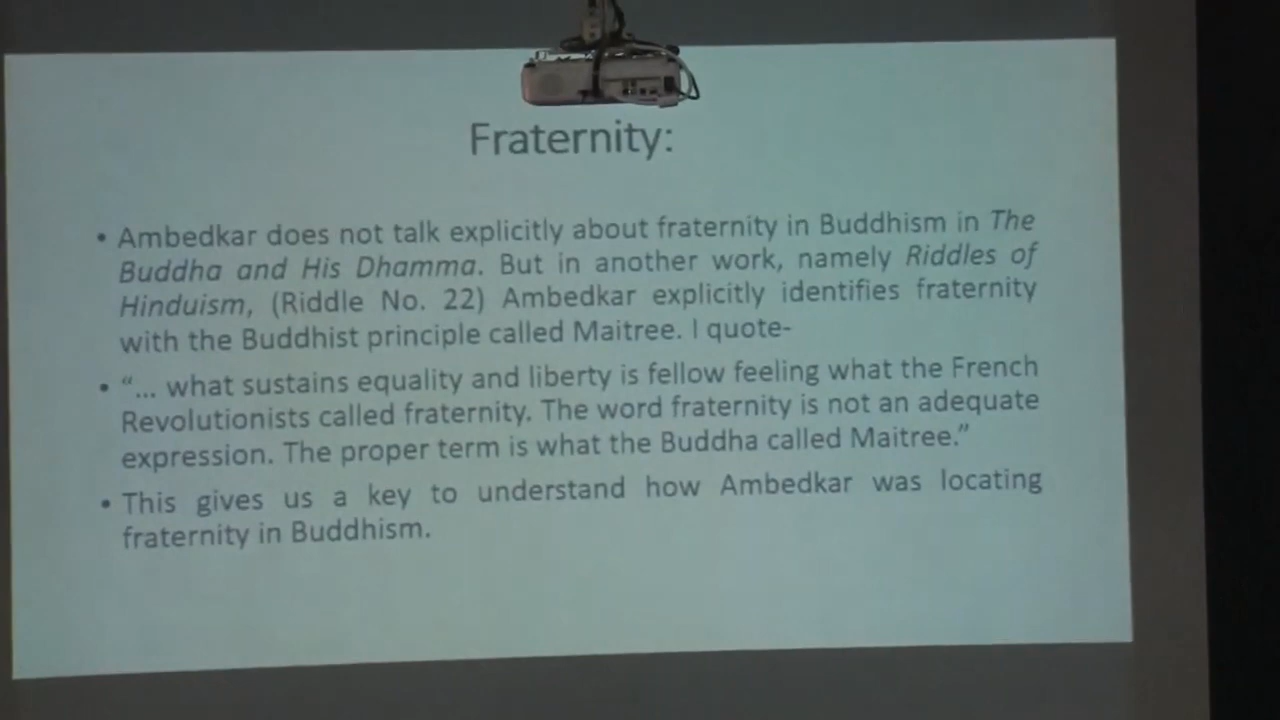 Fraternity:
• Ambedkar does not talk explicitly about fraternity in Buddhism in The
Buddha and His Dhamma. But in another work, namely Riddles of
Hinduism, (Riddle No. 22) Ambedkar explicitly identifies fraternity
with the Buddhist principle called Maitree. I quote-
• “... what sustains equality and liberty is fellow feeling what the French
Revolutionists called fraternity. The word fraternity is not an adequate
expression. The proper term is what the Buddha called Maitree.”
• This gives us a key to understand how Ambedkar was locating
fraternity in Buddhism.